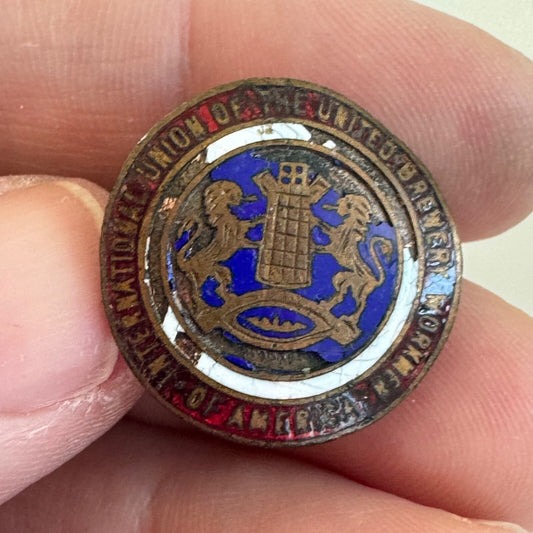 INTERNATIONAL UNION OF THE UNITED BREWERY WORKMEN
OF AMERICA